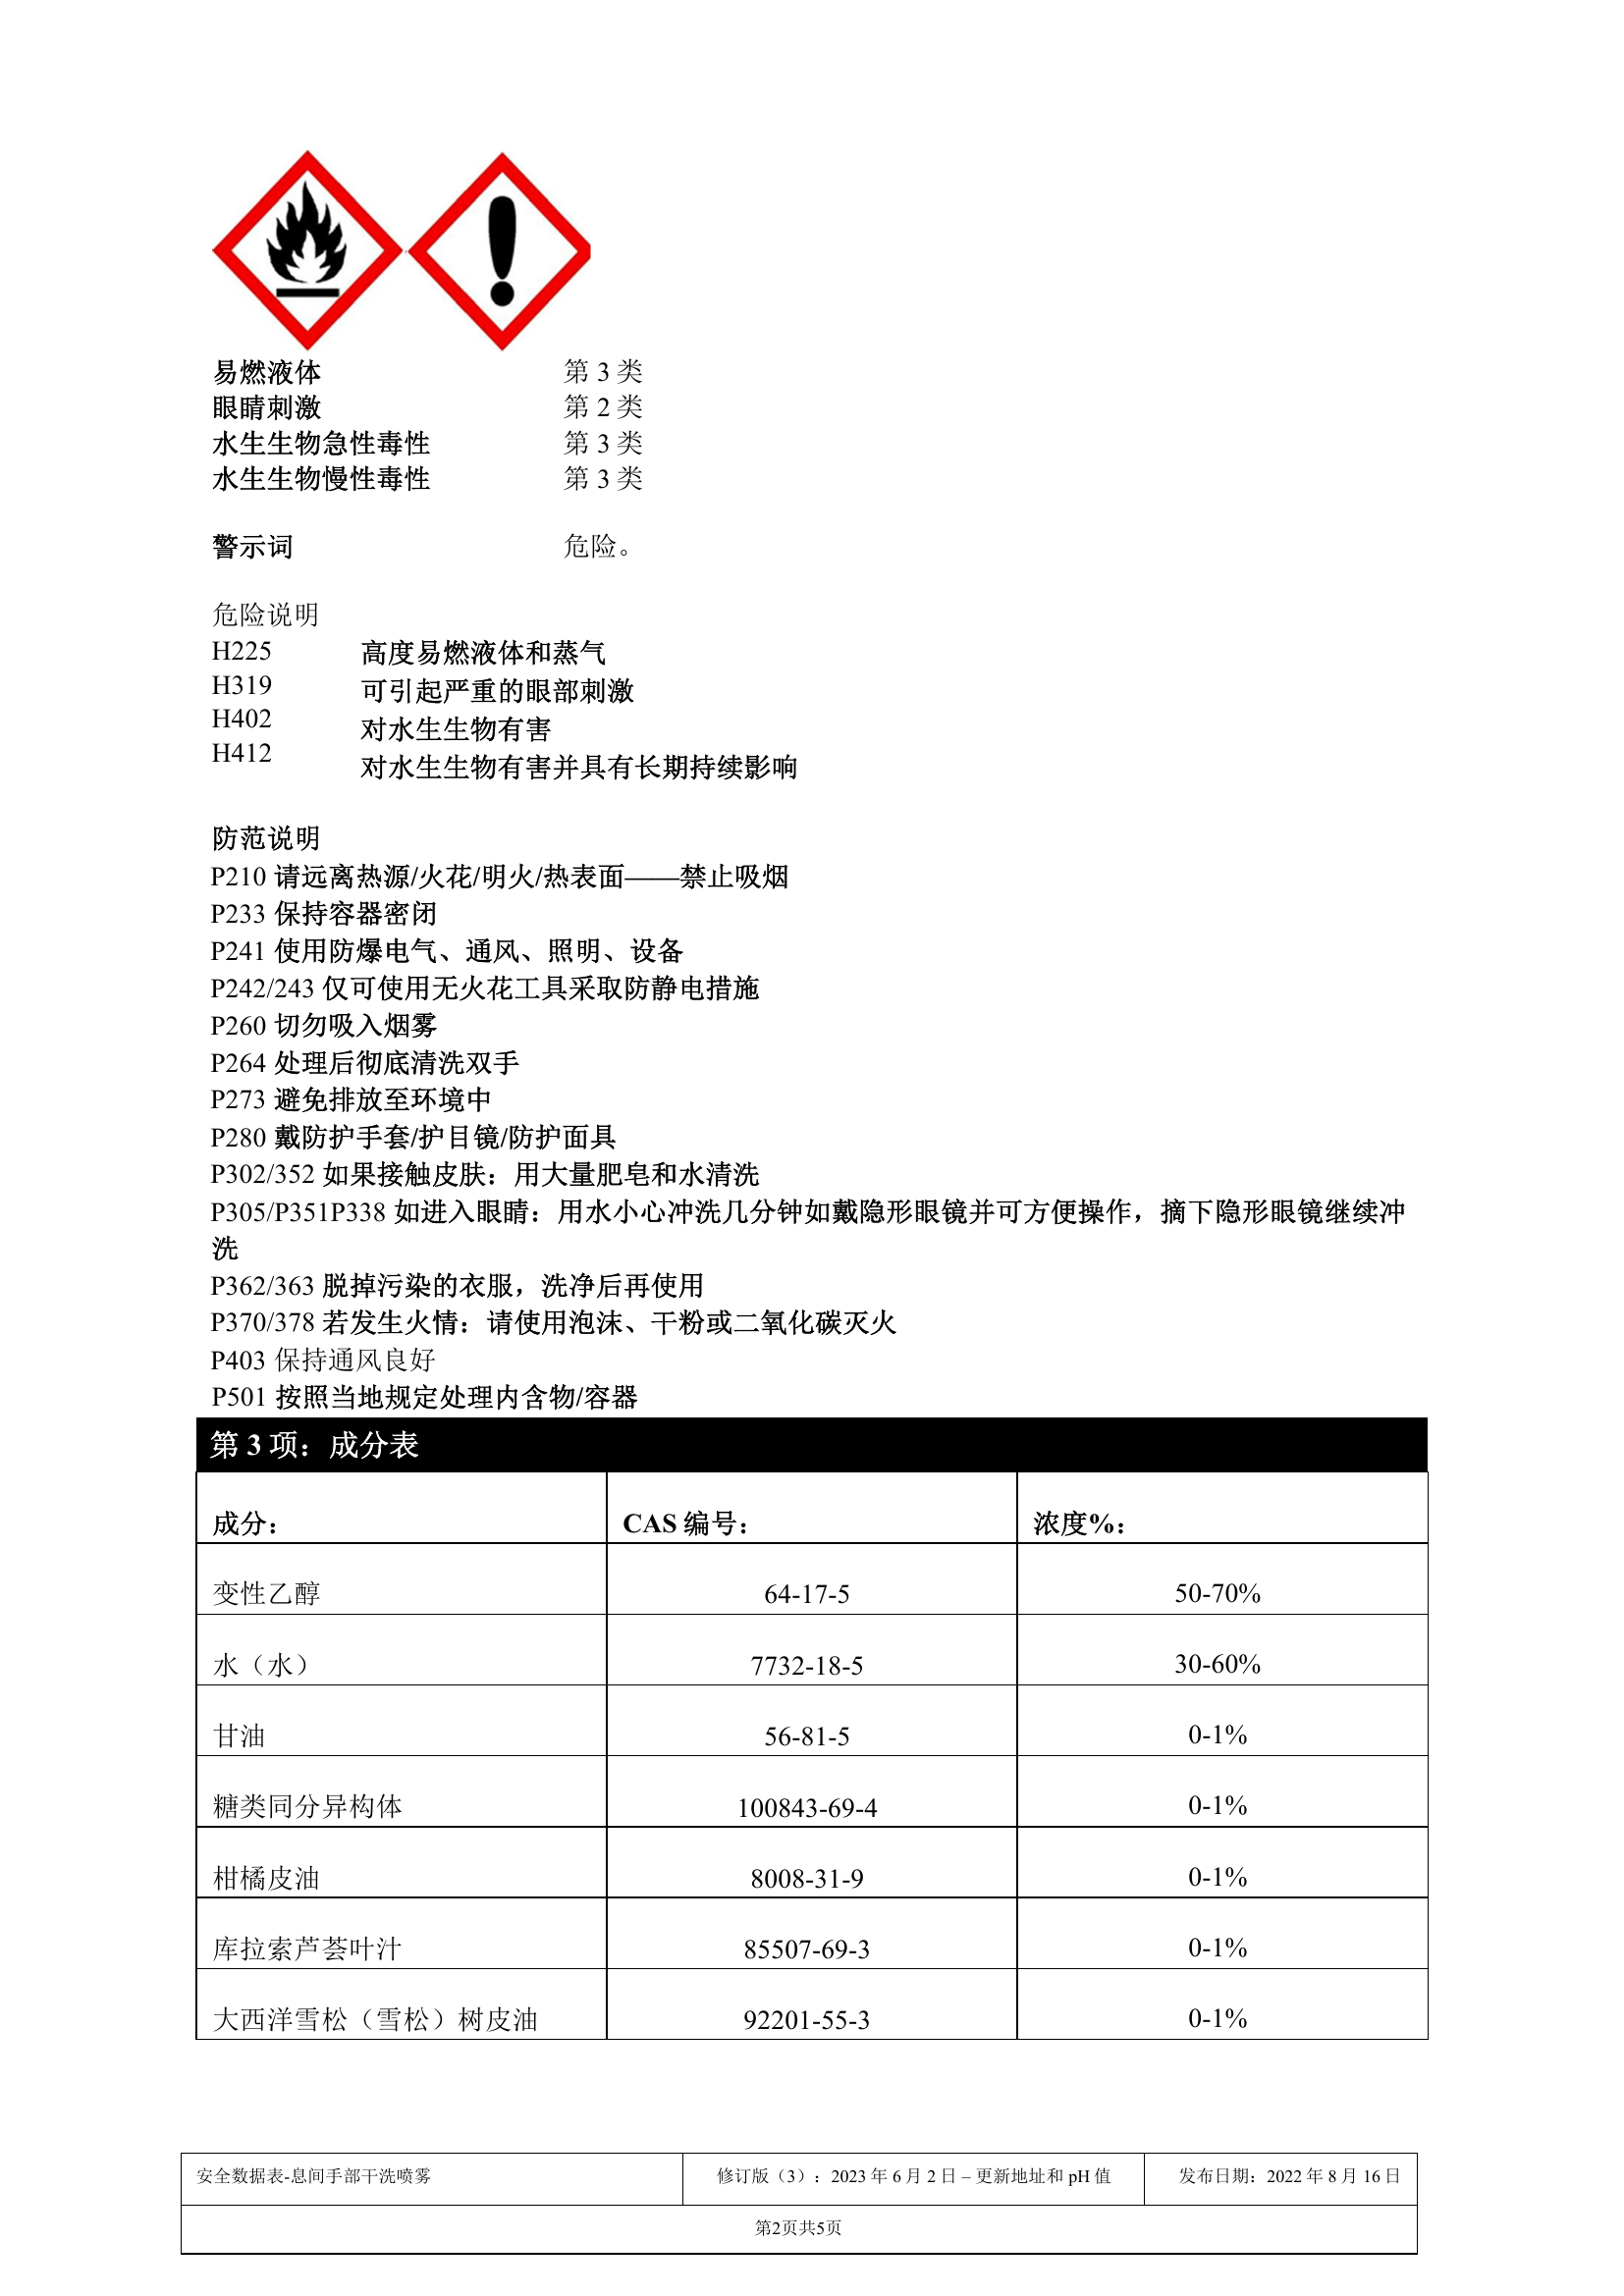 易燃液体 第 3 类
眼睛刺激 第 2 类
水生生物急性毒性 第 3 类
水生生物慢性毒性 第 3 类
警示词 危险。
危险说明
H225 高度易燃液体和蒸气
H319 可引起严重的眼部刺激
H402 对水生生物有害
H412 对水生生物有害并具有长期持续影响
防范说明
P210 请远离热源/火花/明火/热表面——禁止吸烟
P233 保持容器密闭
P241 使用防爆电气、通风、照明、设备
P242/243 仅可使用无火花工具采取防静电措施
P260 切勿吸入烟雾
P264 处理后彻底清洗双手
P273 避免排放至环境中
P280 戴防护手套/护目镜/防护面具
P302/352 如果接触皮肤：用大量肥皂和水清洗
P305/P351P338 如进入眼睛：用水小心冲洗几分钟如戴隐形眼镜并可方便操作，摘下隐形眼镜继续冲
洗
P362/363 脱掉污染的衣服，洗净后再使用
P370/378 若发生火情：请使用泡沫、干粉或二氧化碳灭火
P403 保持通风良好
P501 按照当地规定处理内含物/容器
第 3 项：成分表
成分： CAS 编号： 浓度%：
变性乙醇 64-17-5 50-70%
水（水） 7732-18-5 30-60%
甘油 56-81-5 0-1%
糖类同分异构体 100843-69-4 0-1%
柑橘皮油 8008-31-9 0-1%
库拉索芦荟叶汁 85507-69-3 0-1%
大西洋雪松（雪松）树皮油 92201-55-3 0-1%
安全数据表-息间手部干洗喷雾 修订版（3）：2023 年 6 月 2 日 – 更新地址和 pH 值 发布日期：2022 年 8 月 16 日
第2页共5页